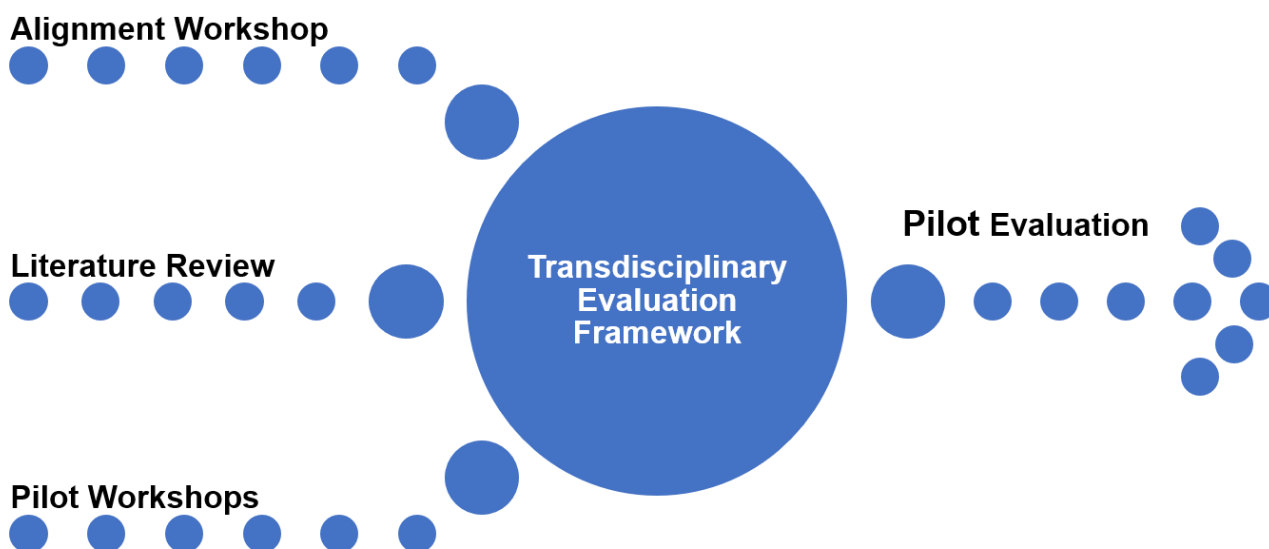 Alignment Workshop
Literature Review
Pilot Workshops
Transdisciplinary
Evaluation
Framework
Pilot Evaluation